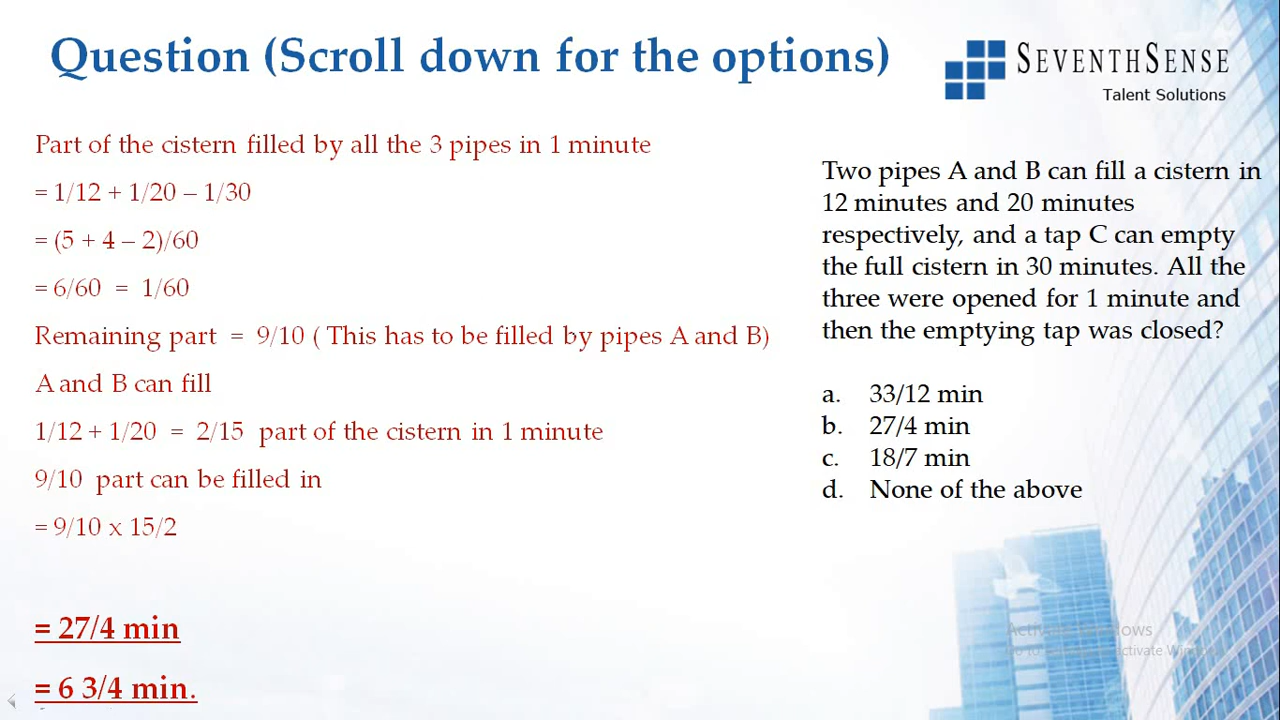 Question (Scroll down for the options)
SEVENTHSENSE
Talent Solutions
Part of the cistern filled by all the 3 pipes in 1 minute
= 1/12 + 1/20 – 1/30
= (5 + 4 – 2)/60
= 6/60 = 1/60
Remaining part = 9/10 ( This has to be filled by pipes A and B)
A and B can fill
1/12 + 1/20 = 2/15 part of the cistern in 1 minute
9/10 part can be filled in
= 9/10 x 15/2
= 27/4 min
= 6 3/4 min.
Two pipes A and B can fill a cistern in
12 minutes and 20 minutes
respectively, and a tap C can empty
the full cistern in 30 minutes. All the
three were opened for 1 minute and
then the emptying tap was closed?
a. 33/12 min
b. 27/4 min
c. 18/7 min
d. None of the above